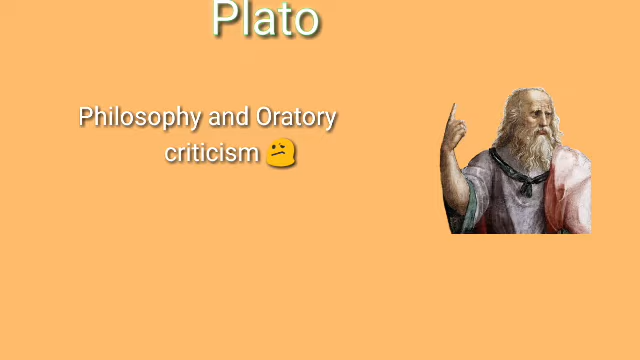 Plato
Philosophy and Oratory
criticism 😕